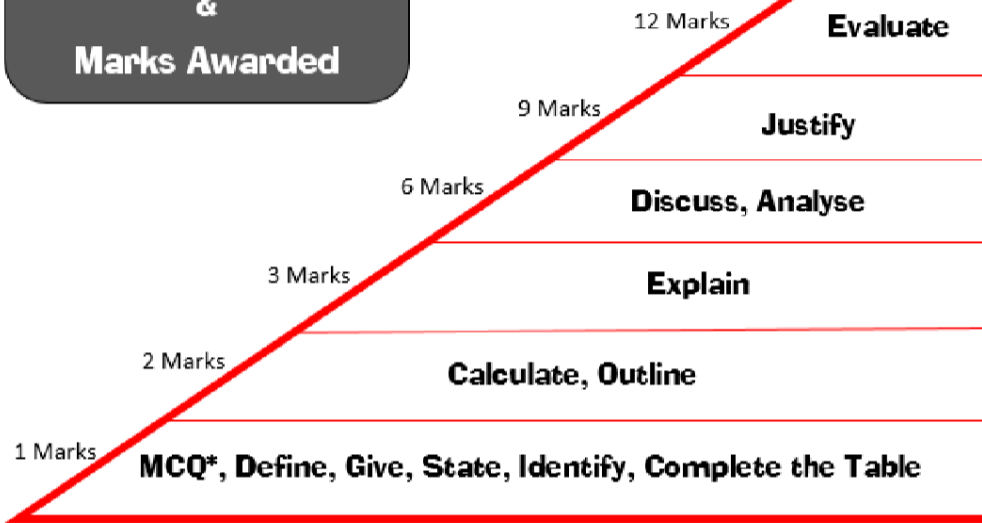 &
Marks Awarded
12 Marks
Evaluate
9 Marks
Justify
6 Marks
Discuss, Analyse
3 Marks
Explain
2 Marks
Calculate, Outline
1 Marks
MCQ*, Define, Give, State, Identify, Complete the Table